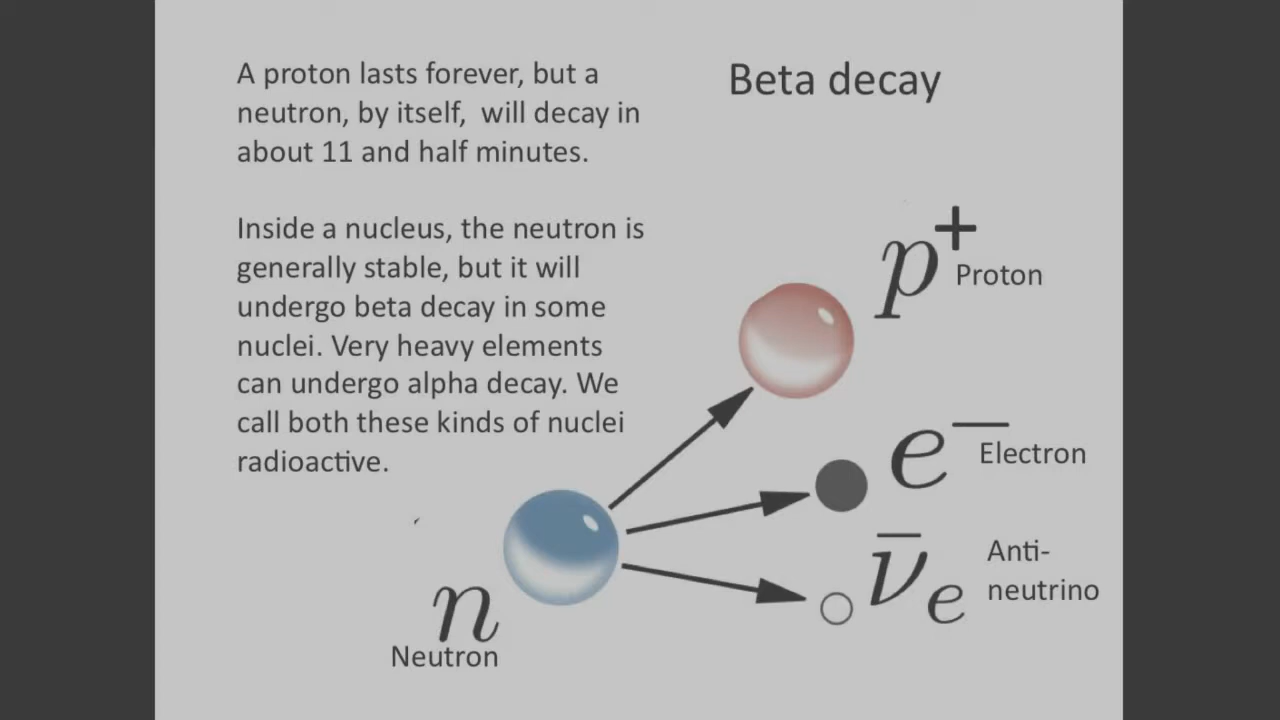 A proton lasts forever, but a
neutron, by itself,  will decay in
about 11 and half minutes.
Inside a nucleus, the neutron is
generally stable, but it will
undergo beta decay in some
nuclei. Very heavy elements
can undergo alpha decay. We
call both these kinds of nuclei
radioactive.
Beta decay
p⁺
Proton
e⁻
Electron
ν̅ₑ
Anti-
neutrino
n
Neutron